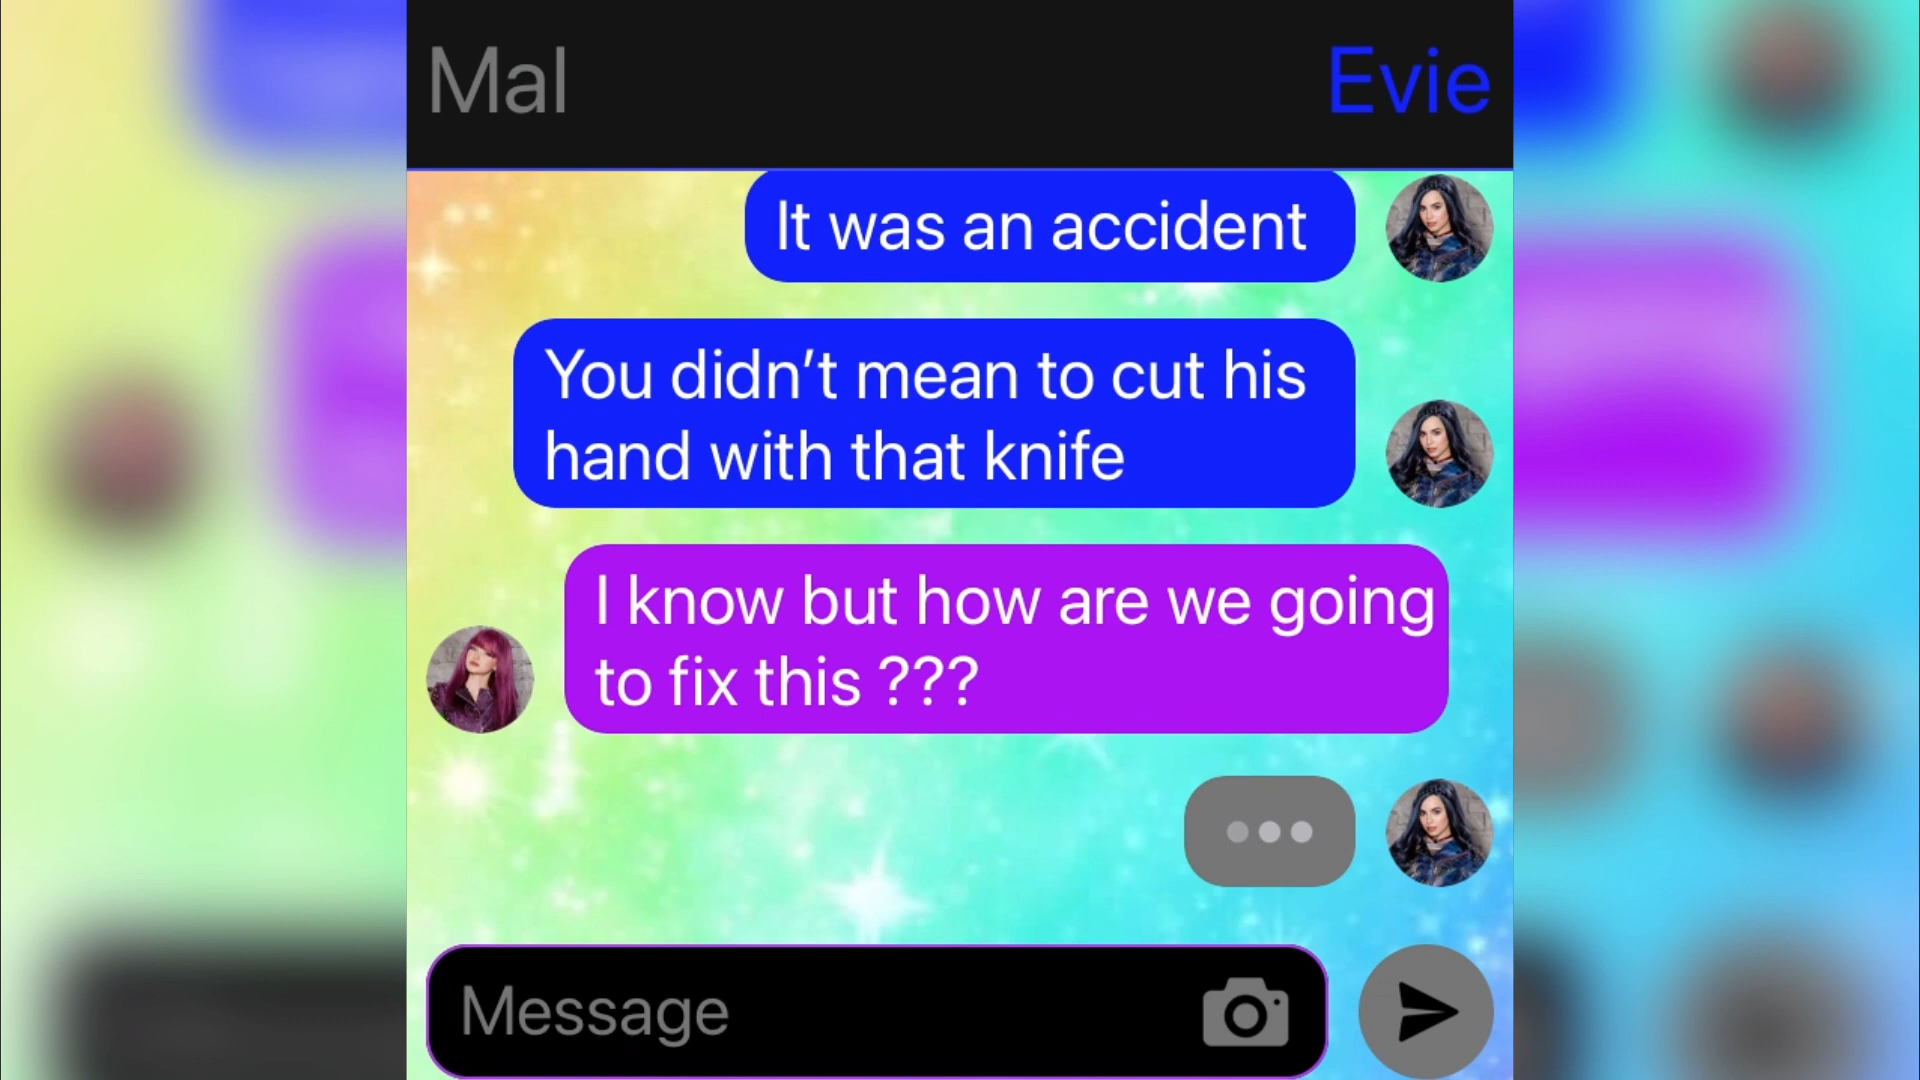 Mal
Evie
It was an accident
You didn’t mean to cut his
hand with that knife
I know but how are we going
to fix this ???
Message